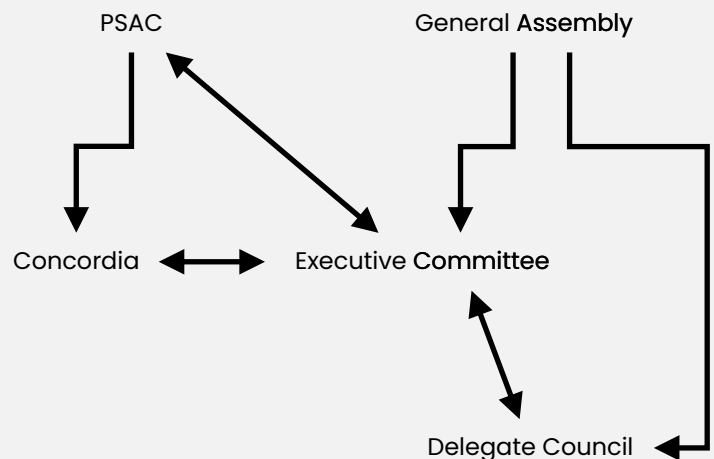 PSAC
General Assembly
Concordia
Executive Committee
Delegate Council